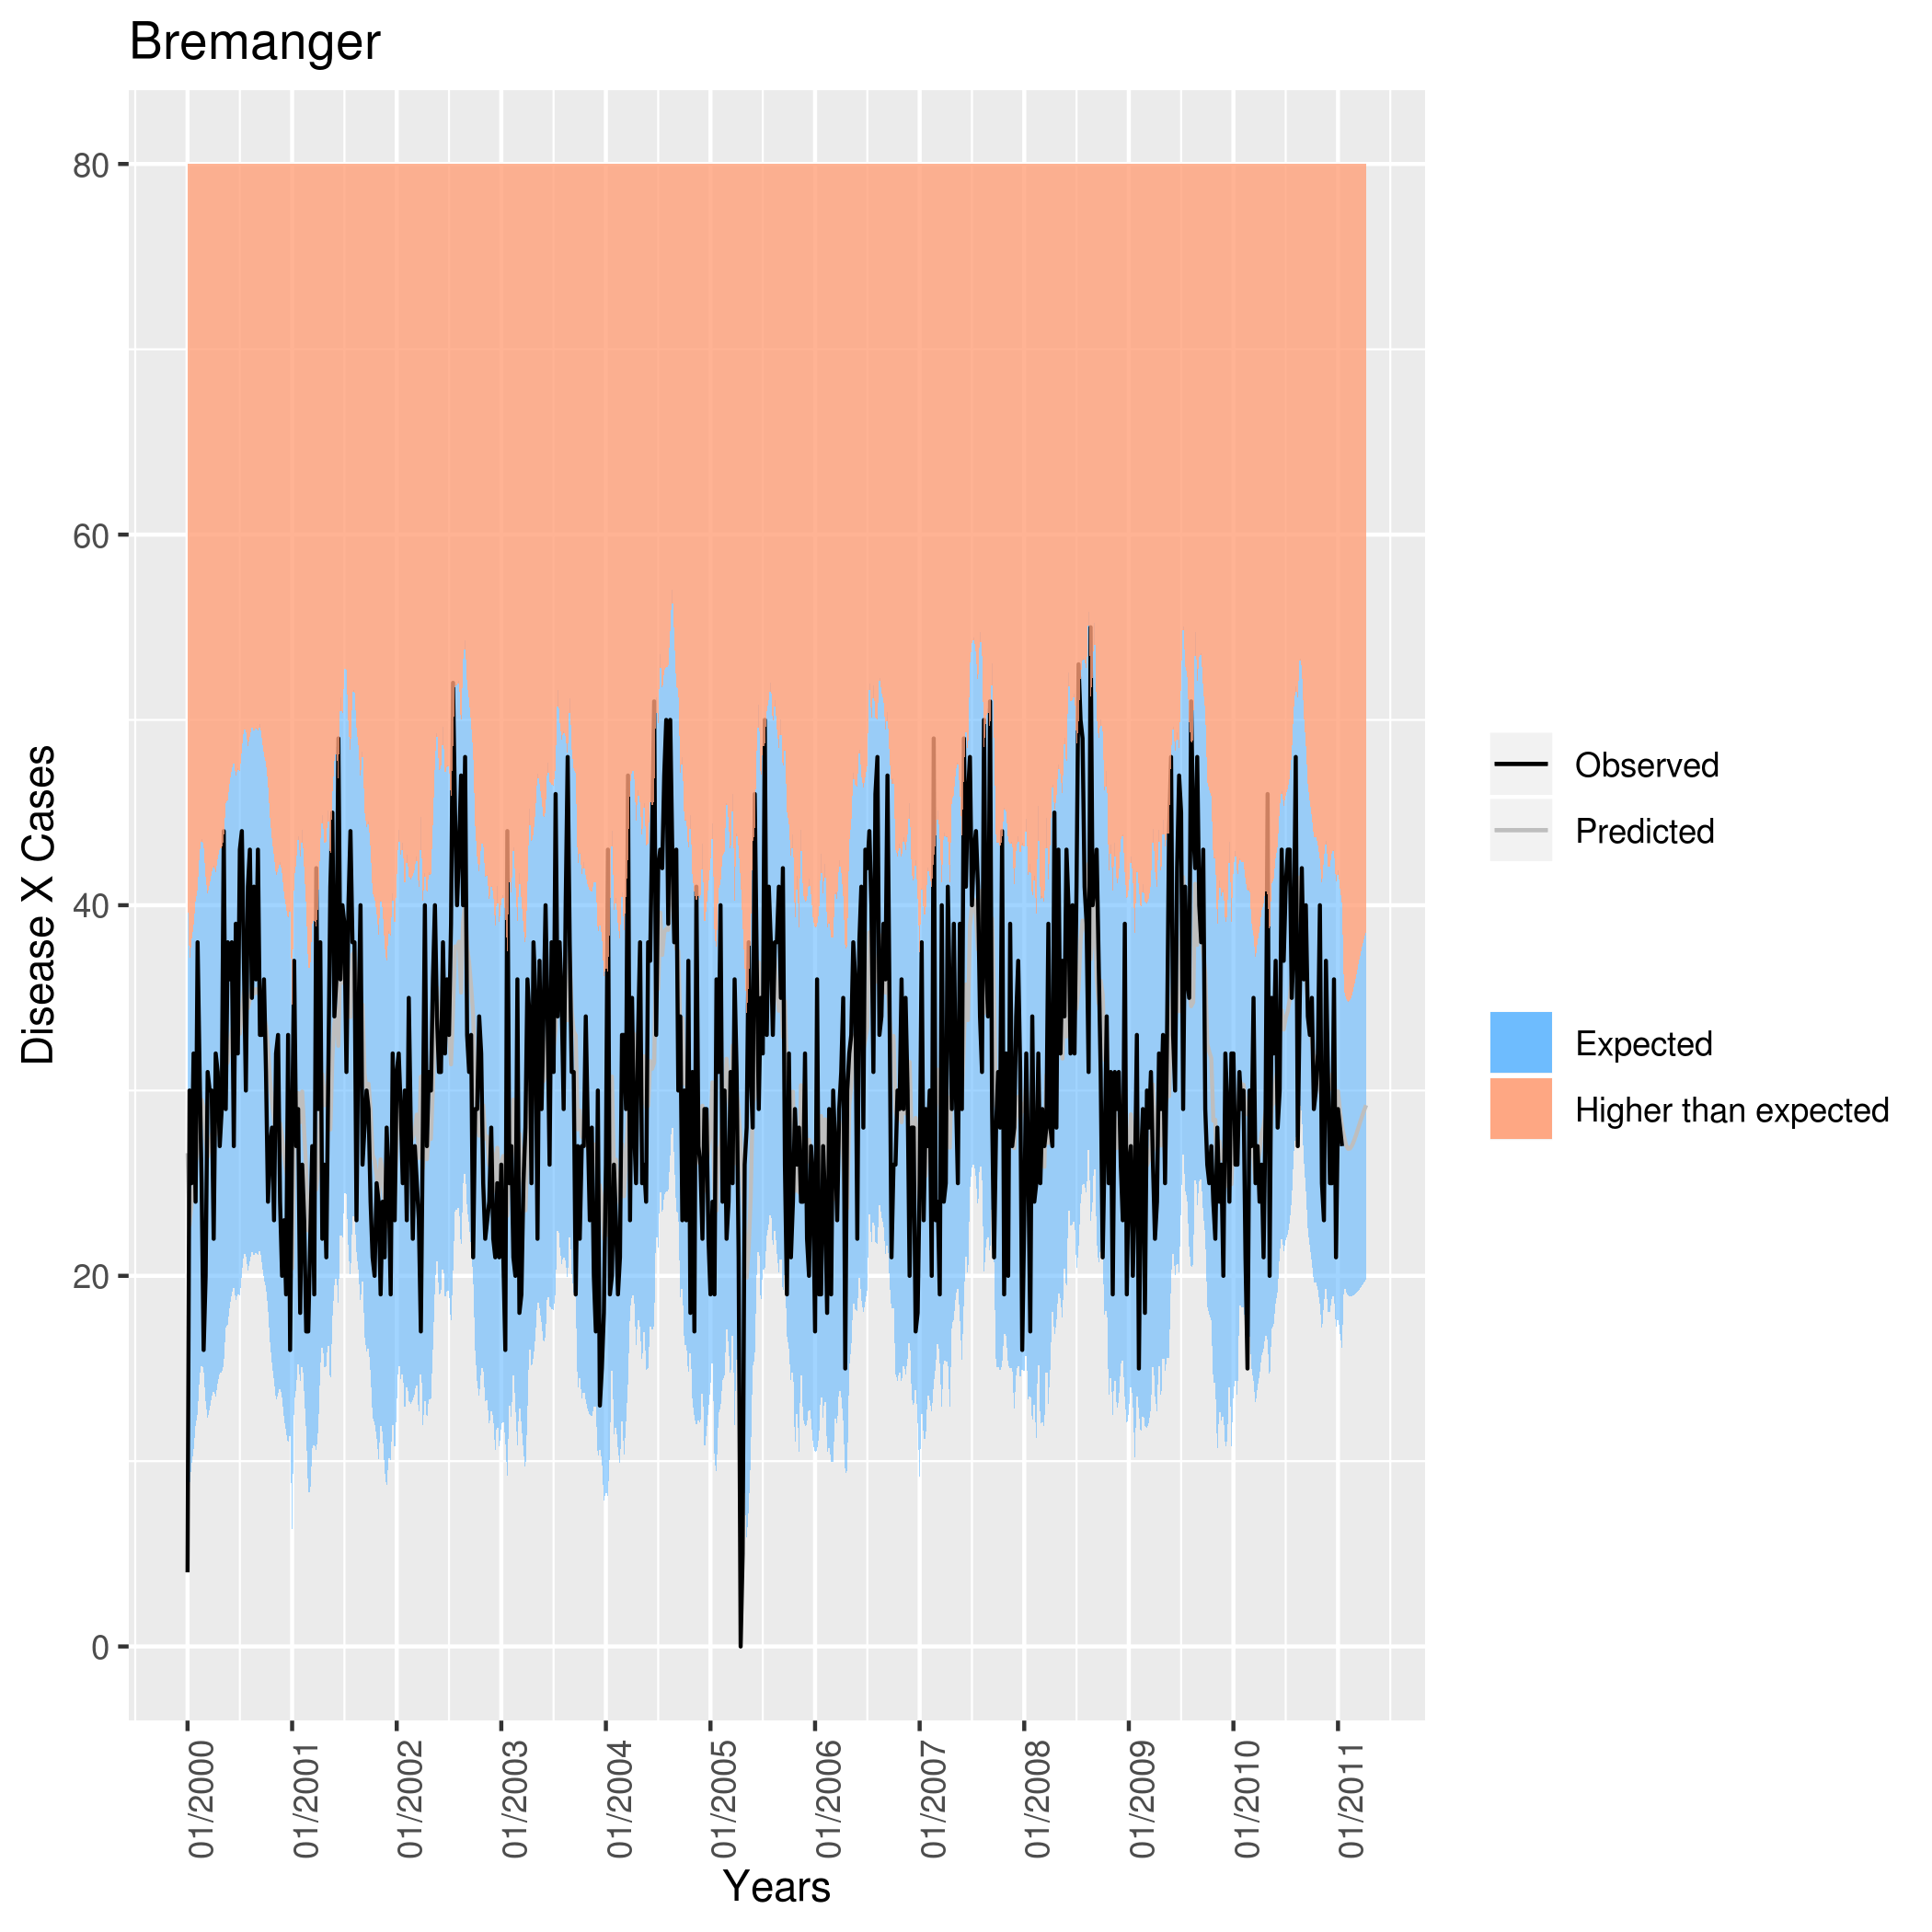 Bremanger
Disease X Cases
80
60
40
20
0
01/2000
01/2001
01/2002
01/2003
01/2004
01/2005
01/2006
01/2007
01/2008
01/2009
01/2010
01/2011
Years
Observed
Predicted
Expected
Higher than expected